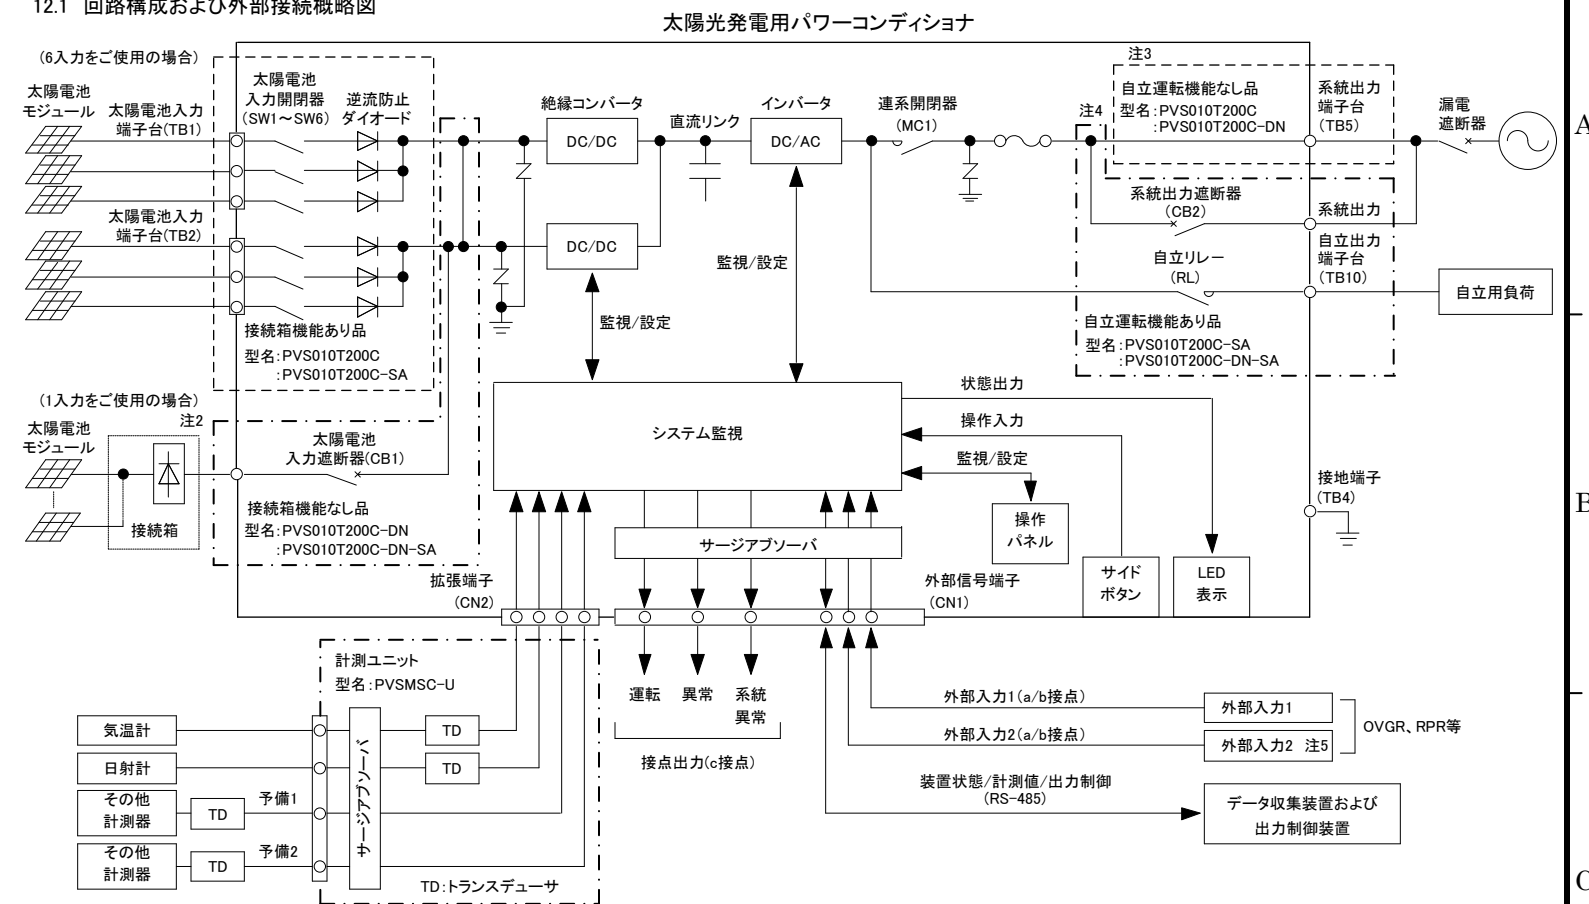 12.1 回路構成および外部接続概略図
太陽光発電用パワーコンディショナ
(6入力をご使用の場合)
太陽電池
モジュール
太陽電池入力
端子台(TB1)
太陽電池
入力開閉器
(SW1～SW6)
逆流防止
ダイオード
絶縁コンバータ
DC/DC
直流リンク
インバータ
DC/AC
連系開閉器
(MC1)
注3
注4
自立運転機能なし品
型名:PVS010T200C
:PVS010T200C-DN
系統出力
端子台
(TB5)
漏電
遮断器
A
太陽電池入力
端子台(TB2)
DC/DC
監視/設定
監視/設定
系統出力遮断器
(CB2)
系統出力
自立出力
端子台
(TB10)
自立リレー
(RL)
自立用負荷
自立運転機能あり品
型名:PVS010T200C-SA
:PVS010T200C-DN-SA
接続箱機能あり品
型名:PVS010T200C
:PVS010T200C-SA
(1入力をご使用の場合)
注2
太陽電池
モジュール
接続箱
太陽電池
入力遮断器(CB1)
接続箱機能なし品
型名:PVS010T200C-DN
:PVS010T200C-DN-SA
システム監視
状態出力
操作入力
監視/設定
操作
パネル
サイド
ボタン
LED
表示
接地端子
(TB4)
B
サージアブソーバ
拡張端子
(CN2)
外部信号端子
(CN1)
計測ユニット
型名:PVSMSC-U
運転
異常
系統
異常
接点出力(c接点)
外部入力1(a/b接点)
外部入力1
外部入力2(a/b接点)
外部入力2 注5
OVGR、RPR等
装置状態/計測値/出力制御
(RS-485)
データ収集装置および
出力制御装置
気温計
TD
日射計
TD
その他
計測器
TD
予備1
その他
計測器
TD
予備2
サージアブソーバ
TD:トランスデューサ
C